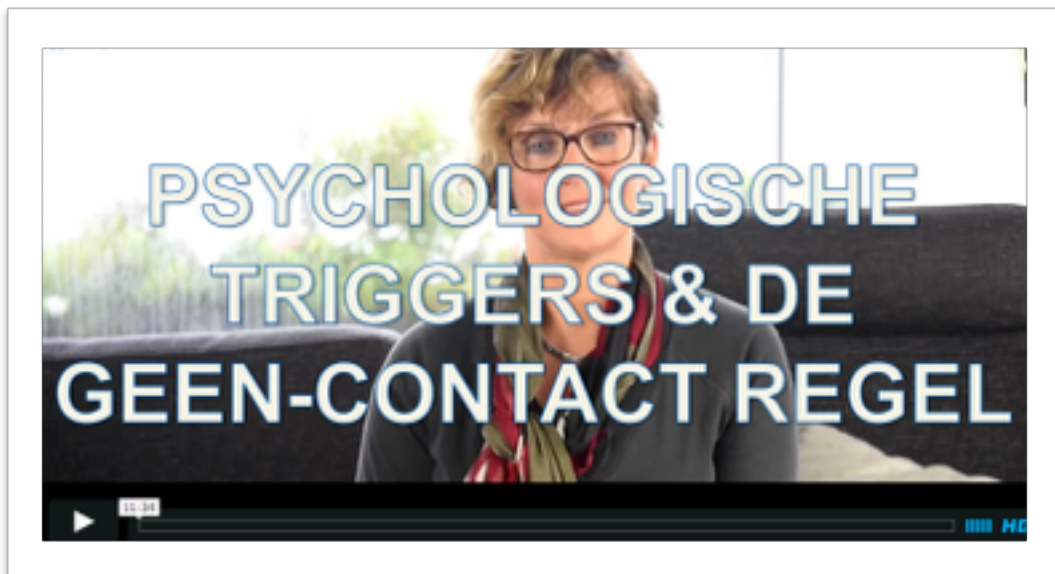 PSYCHOLOGISCHE
TRIGGERS & DE
GEEN-CONTACT REGEL
11:34
HD